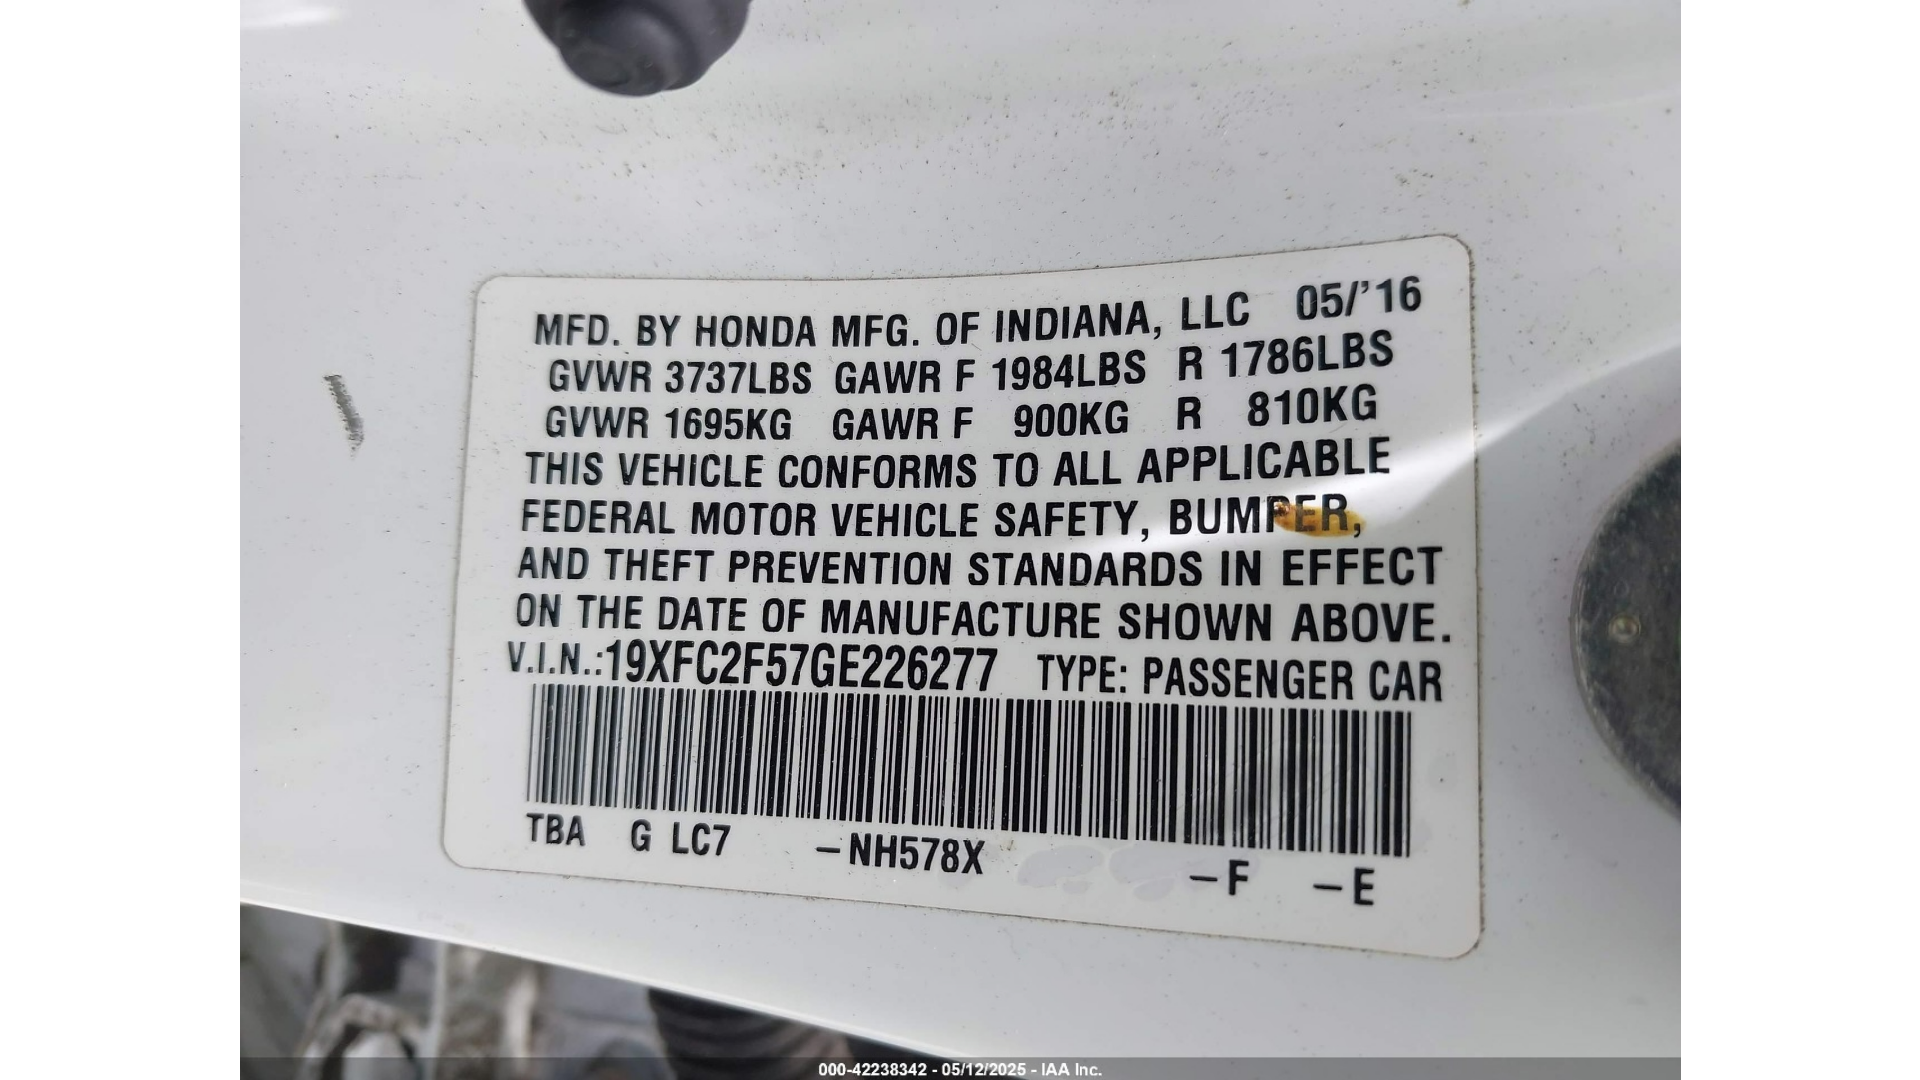 MFD. BY HONDA MFG. OF INDIANA, LLC 05/'16
GVWR 3737LBS GAWR F 1984LBS R 1786LBS
GVWR 1695KG GAWR F 900KG R 810KG
THIS VEHICLE CONFORMS TO ALL APPLICABLE
FEDERAL MOTOR VEHICLE SAFETY, BUMPER,
AND THEFT PREVENTION STANDARDS IN EFFECT
ON THE DATE OF MANUFACTURE SHOWN ABOVE.
V.I.N.:19XFC2F57GE226277 TYPE: PASSENGER CAR
TBA G LC7 –NH578X –F –E
000-42238342 - 05/12/2025 - IAA Inc.